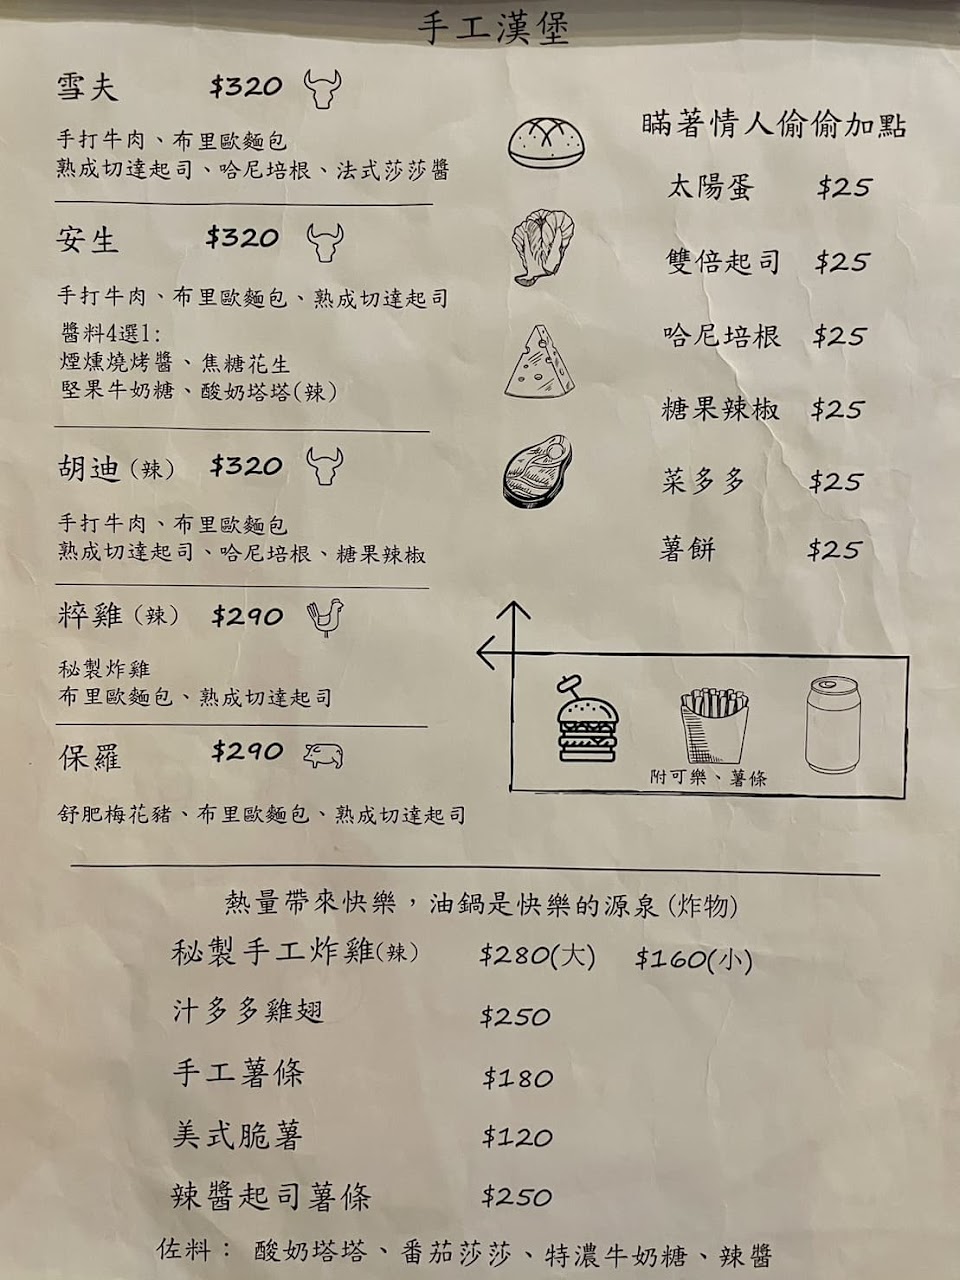 手工漢堡
雪夫 $320
手打牛肉、布里歐麵包
熟成切達起司、哈尼培根、法式莎莎醬
安生 $320
手打牛肉、布里歐麵包、熟成切達起司
醬料4選1:
煙燻燒烤醬、焦糖花生
堅果牛奶糖、酸奶塔塔(辣)
胡迪(辣) $320
手打牛肉、布里歐麵包
熟成切達起司、哈尼培根、糖果辣椒
粹雞(辣) $290
秘製炸雞
布里歐麵包、熟成切達起司
保羅 $290
舒肥梅花豬、布里歐麵包、熟成切達起司
瞞著情人偷偷加點
太陽蛋 $25
雙倍起司 $25
哈尼培根 $25
糖果辣椒 $25
菜多多 $25
薯餅 $25
附可樂、薯條
熱量帶來快樂，油鍋是快樂的源泉(炸物)
秘製手工炸雞(辣) $280(大) $160(小)
汁多多雞翅 $250
手工薯條 $180
美式脆薯 $120
辣醬起司薯條 $250
佐料： 酸奶塔塔、番茄莎莎、特濃牛奶糖、辣醬